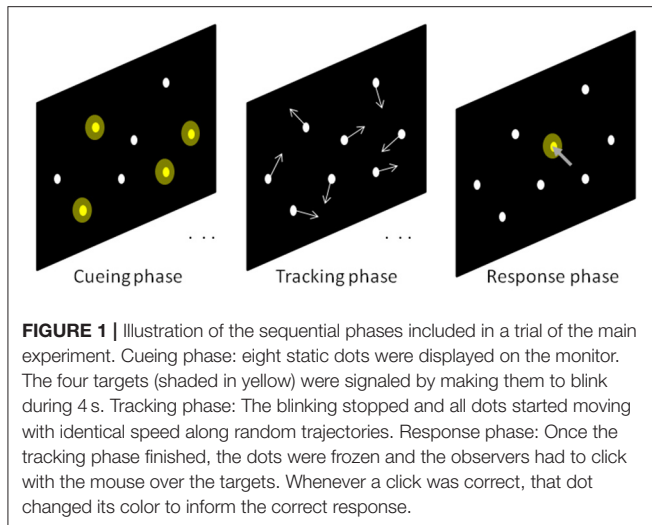 . . .
. . .
Cueing phase
Tracking phase
Response phase
FIGURE 1 | Illustration of the sequential phases included in a trial of the main
experiment. Cueing phase: eight static dots were displayed on the monitor.
The four targets (shaded in yellow) were signaled by making them to blink
during 4 s. Tracking phase: The blinking stopped and all dots started moving
with identical speed along random trajectories. Response phase: Once the
tracking phase finished, the dots were frozen and the observers had to click
with the mouse over the targets. Whenever a click was correct, that dot
changed its color to inform the correct response.